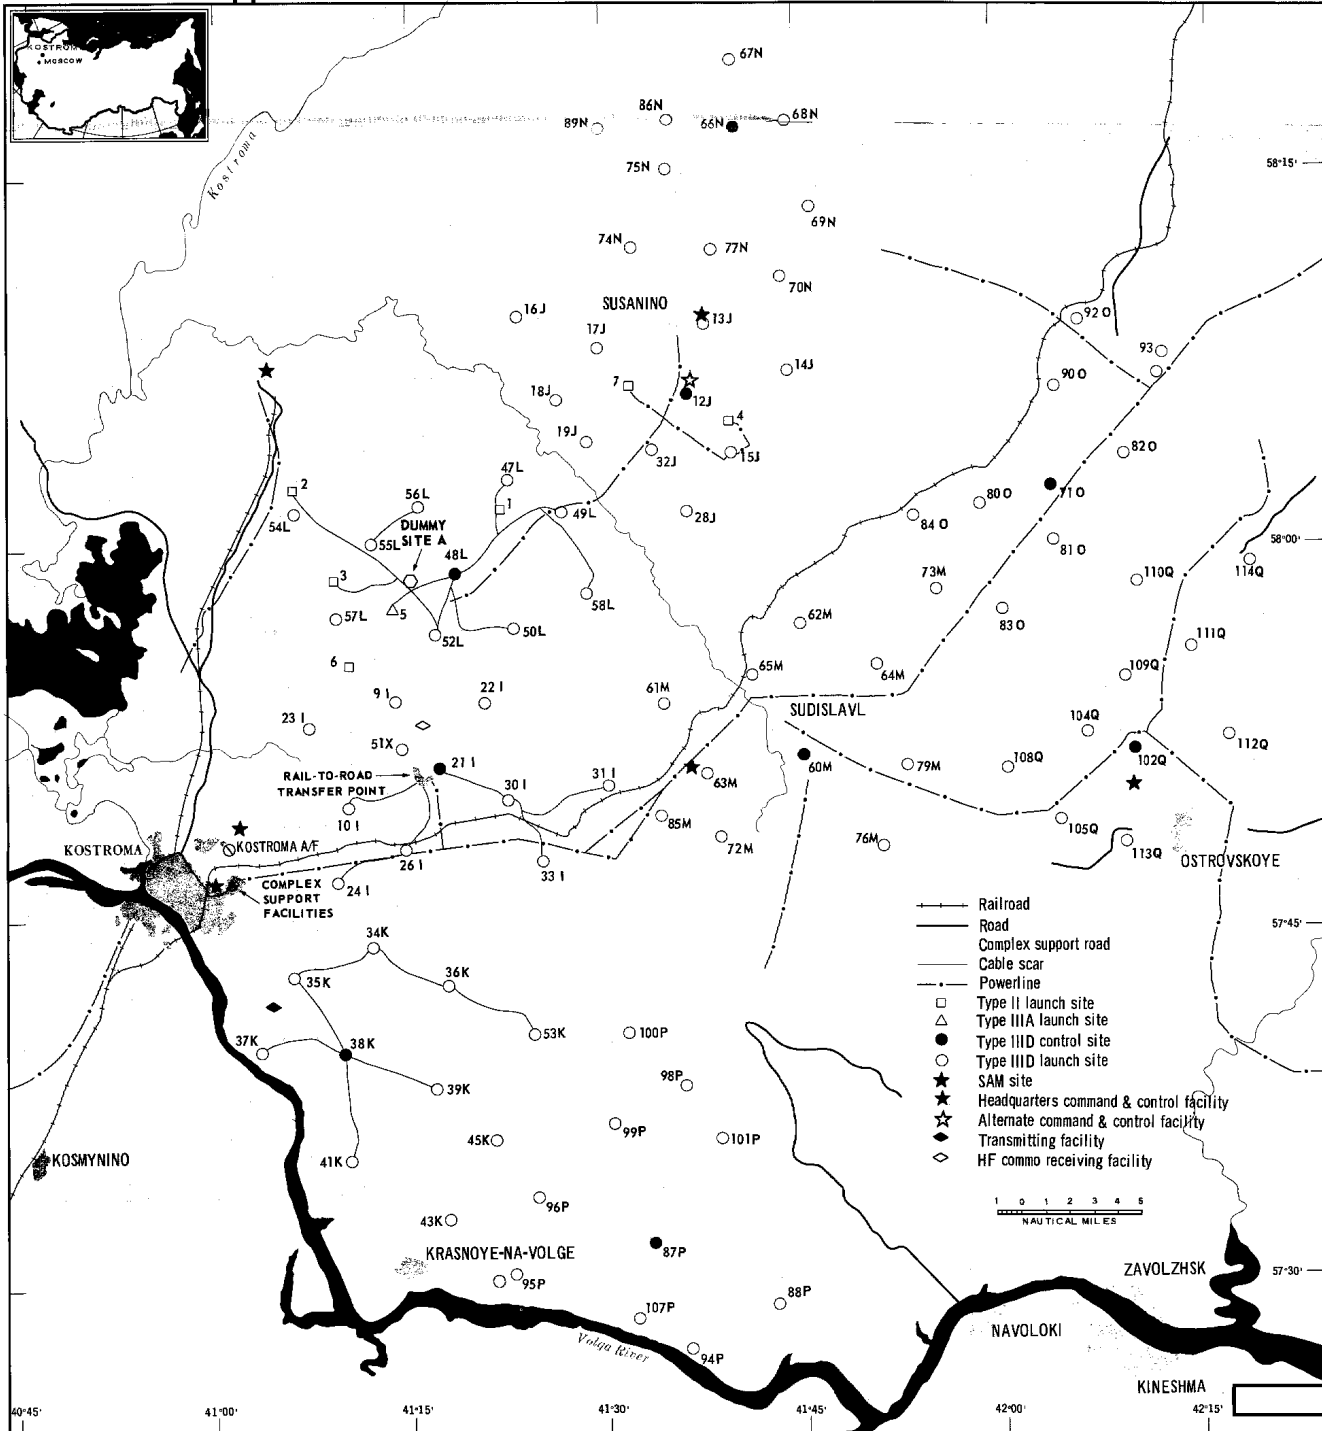 KOSTROM
MOSCOW
Kostroma
67N
86N
89N
66N
68N
75N
58°15'
69N
74N
77N
70N
SUSANINO
16J
13J
92 O
17J
93
7
14J
90 O
18J
12J
4
19J
32J
15J
82 O
47L
2
56L
1
71 O
80 O
54L
49L
28J
84 O
DUMMY
SITE A
55L
48L
81 O
58°00'
3
73M
110Q
114Q
5
58L
57L
83 O
52L
50L
62M
111Q
6
65M
64M
109Q
9 I
22 I
61M
SUDISLAVL
23 I
104Q
51X
112Q
21 I
60M
79M
108Q
102Q
RAIL-TO-ROAD
TRANSFER POINT
30 I
31 I
63M
10 I
85M
105Q
KOSTROMA
KOSTROMA A/F
72M
76M
113Q
OSTROVSKOYE
26 I
33 I
24 I
COMPLEX
SUPPORT
FACILITIES
Railroad
Road
57°45'
34K
Complex support road
Cable scar
35K
36K
Powerline
Type II launch site
Type IIIA launch site
37K
38K
53K
100P
Type IIID control site
Type IIID launch site
39K
98P
SAM site
Headquarters command & control facility
Alternate command & control facility
99P
101P
Transmitting facility
45K
KOSMYNINO
41K
HF commo receiving facility
96P
1 0 1 2 3 4 5
NAUTICAL MILES
43K
KRASNOYE-NA-VOLGE
87P
ZAVOLZHSK
57°30'
95P
88P
107P
NAVOLOKI
Volga River
94P
KINESHMA
40°45'
41°00'
41°15'
41°30'
41°45'
42°00'
42°15'